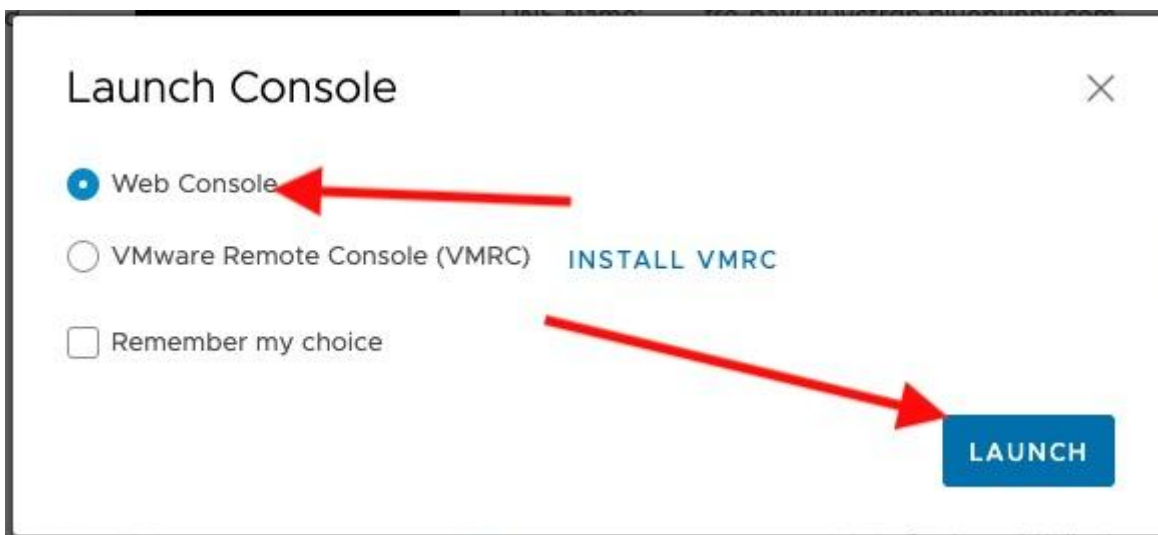 Launch Console
Web Console
VMware Remote Console (VMRC) INSTALL VMRC
Remember my choice
LAUNCH